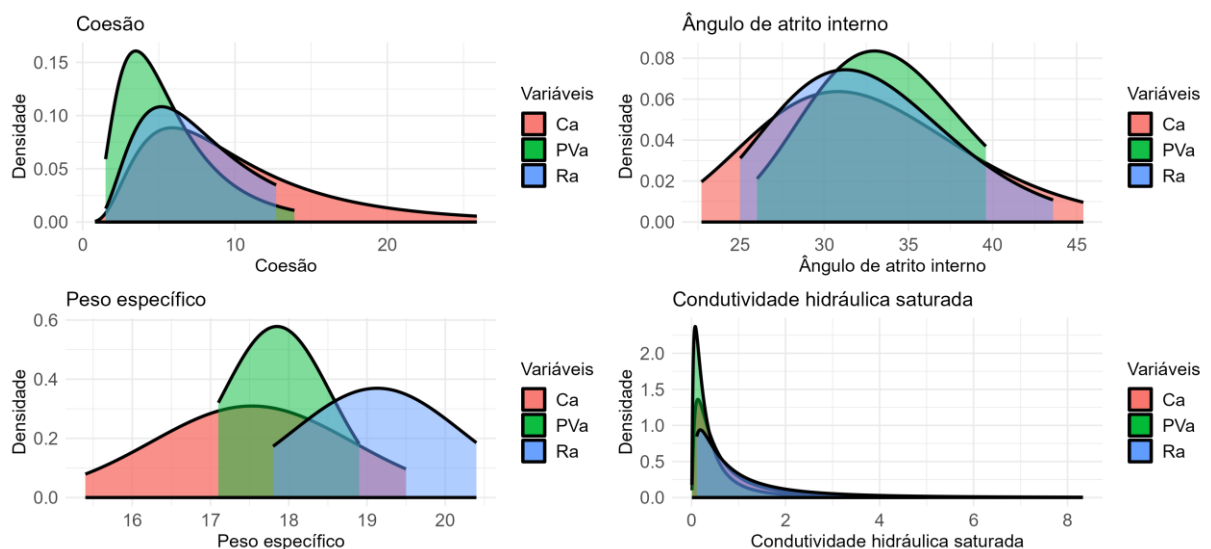 Coesão
Densidade
0.15
0.10
0.05
0.00
0 10 20
Coesão
Variáveis
Ca
PVa
Ra
Ângulo de atrito interno
Densidade
0.08
0.06
0.04
0.02
0.00
25 30 35 40 45
Ângulo de atrito interno
Variáveis
Ca
PVa
Ra
Peso específico
Densidade
0.6
0.4
0.2
0.0
16 17 18 19 20
Peso específico
Variáveis
Ca
PVa
Ra
Condutividade hidráulica saturada
Densidade
2.0
1.5
1.0
0.5
0.0
0 2 4 6 8
Condutividade hidráulica saturada
Variáveis
Ca
PVa
Ra